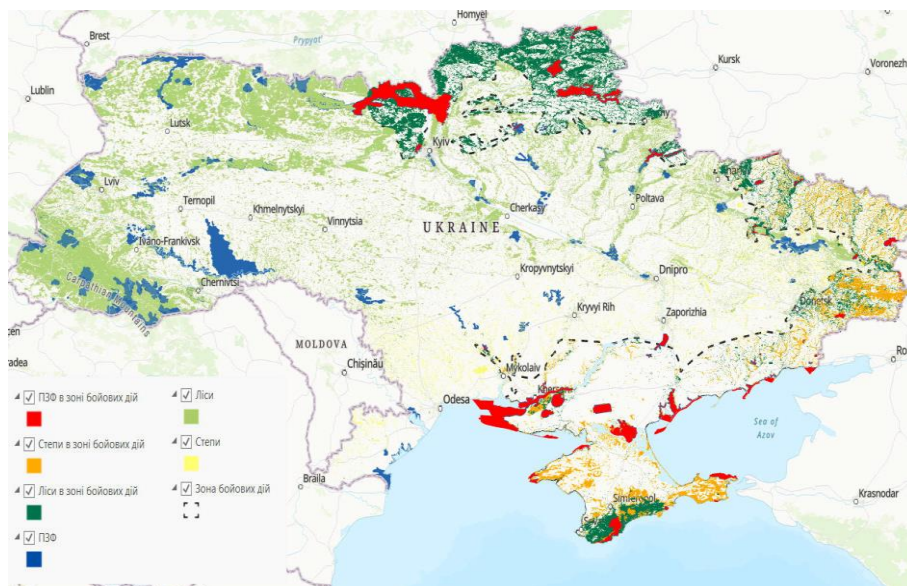 Homyel
Brest
Pripyat'
Kursk
Voronezh
Lublin
Lutsk
Kyiv
Lviv
Ternopil
Khmelnytskyi
Vinnytsia
Cherkasy
Poltava
UKRAINE
Ivano-Frankivsk
Kropyvnytskyi
Dnipro
Chernivtsi
Carpathian Mountains
Donetsk
Kryvyi Rih
Zaporizhia
MOLDOVA
Chișinău
Mykolaiv
Kherson
Odesa
Sea of
Azov
Braila
Krasnodar
Simferopol
ПЗФ в зоні бойових дій
Ліси
Степи в зоні бойових дій
Степи
Ліси в зоні бойових дій
Зона бойових дій
ПЗФ